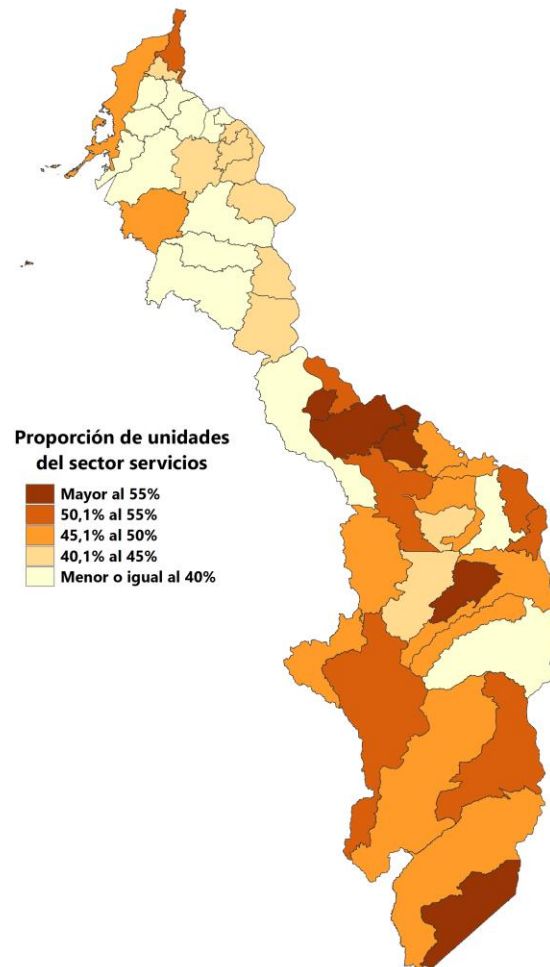 Proporción de unidades
del sector servicios
Mayor al 55%
50,1% al 55%
45,1% al 50%
40,1% al 45%
Menor o igual al 40%